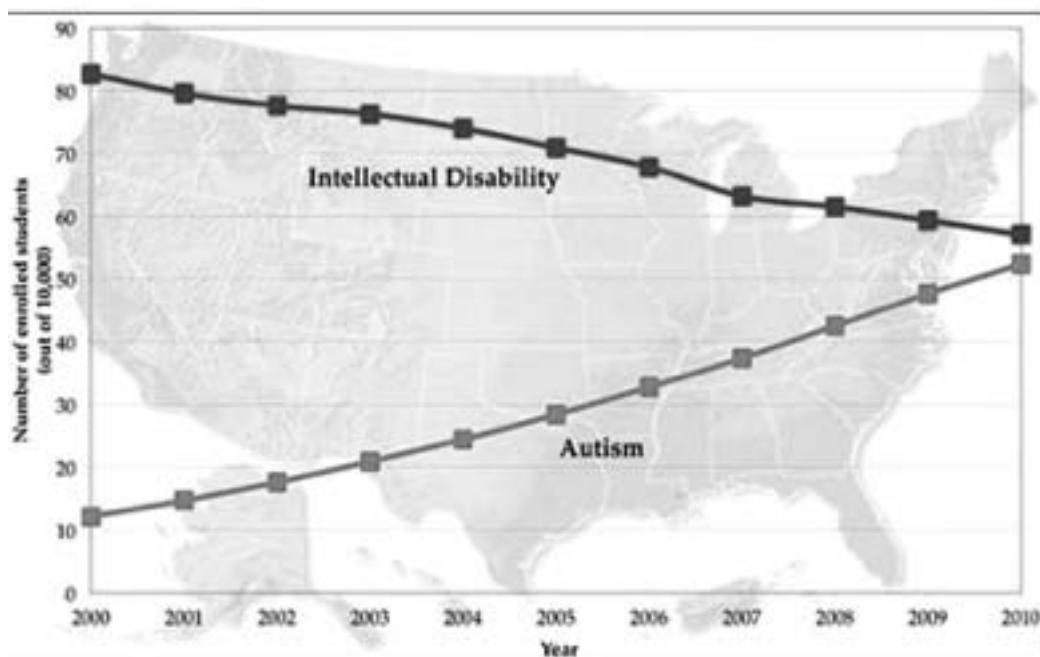 90
80
70
60
50
40
30
20
10
0
Number of enrolled students
(out of 10,000)
Intellectual Disability
Autism
2000 2001 2002 2003 2004 2005 2006 2007 2008 2009 2010
Year